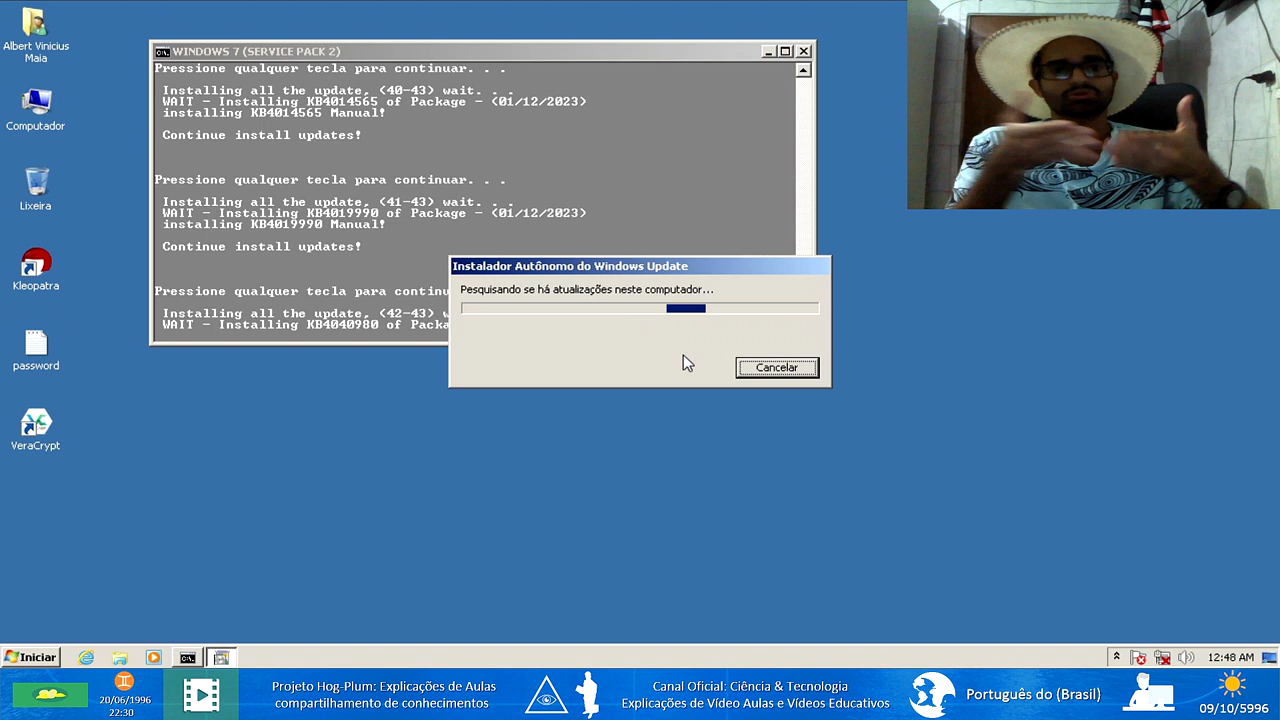 Albert Vinicius
Maia
Computador
Lixeira
Kleopatra
password
VeraCrypt
WINDOWS 7 (SERVICE PACK 2)
Pressione qualquer tecla para continuar. . .
Installing all the update, (40-43) wait. . .
WAIT - Installing KB4014565 of Package - (01/12/2023)
installing KB4014565 Manual!
Continue install updates!
Pressione qualquer tecla para continuar. . .
Installing all the update, (41-43) wait. . .
WAIT - Installing KB4019990 of Package - (01/12/2023)
installing KB4019990 Manual!
Continue install updates!
Pressione qualquer tecla para continu
Installing all the update, (42-43) w
WAIT - Installing KB4040980 of Packa
Instalador Autônomo do Windows Update
Pesquisando se há atualizações neste computador...
Cancelar
Iniciar
12:48 AM
20/06/1996
22:30
Projeto Hog-Plum: Explicações de Aulas
compartilhamento de conhecimentos
Canal Oficial: Ciência & Tecnologia
Explicações de Vídeo Aulas e Vídeos Educativos
Português do (Brasil)
09/10/5996